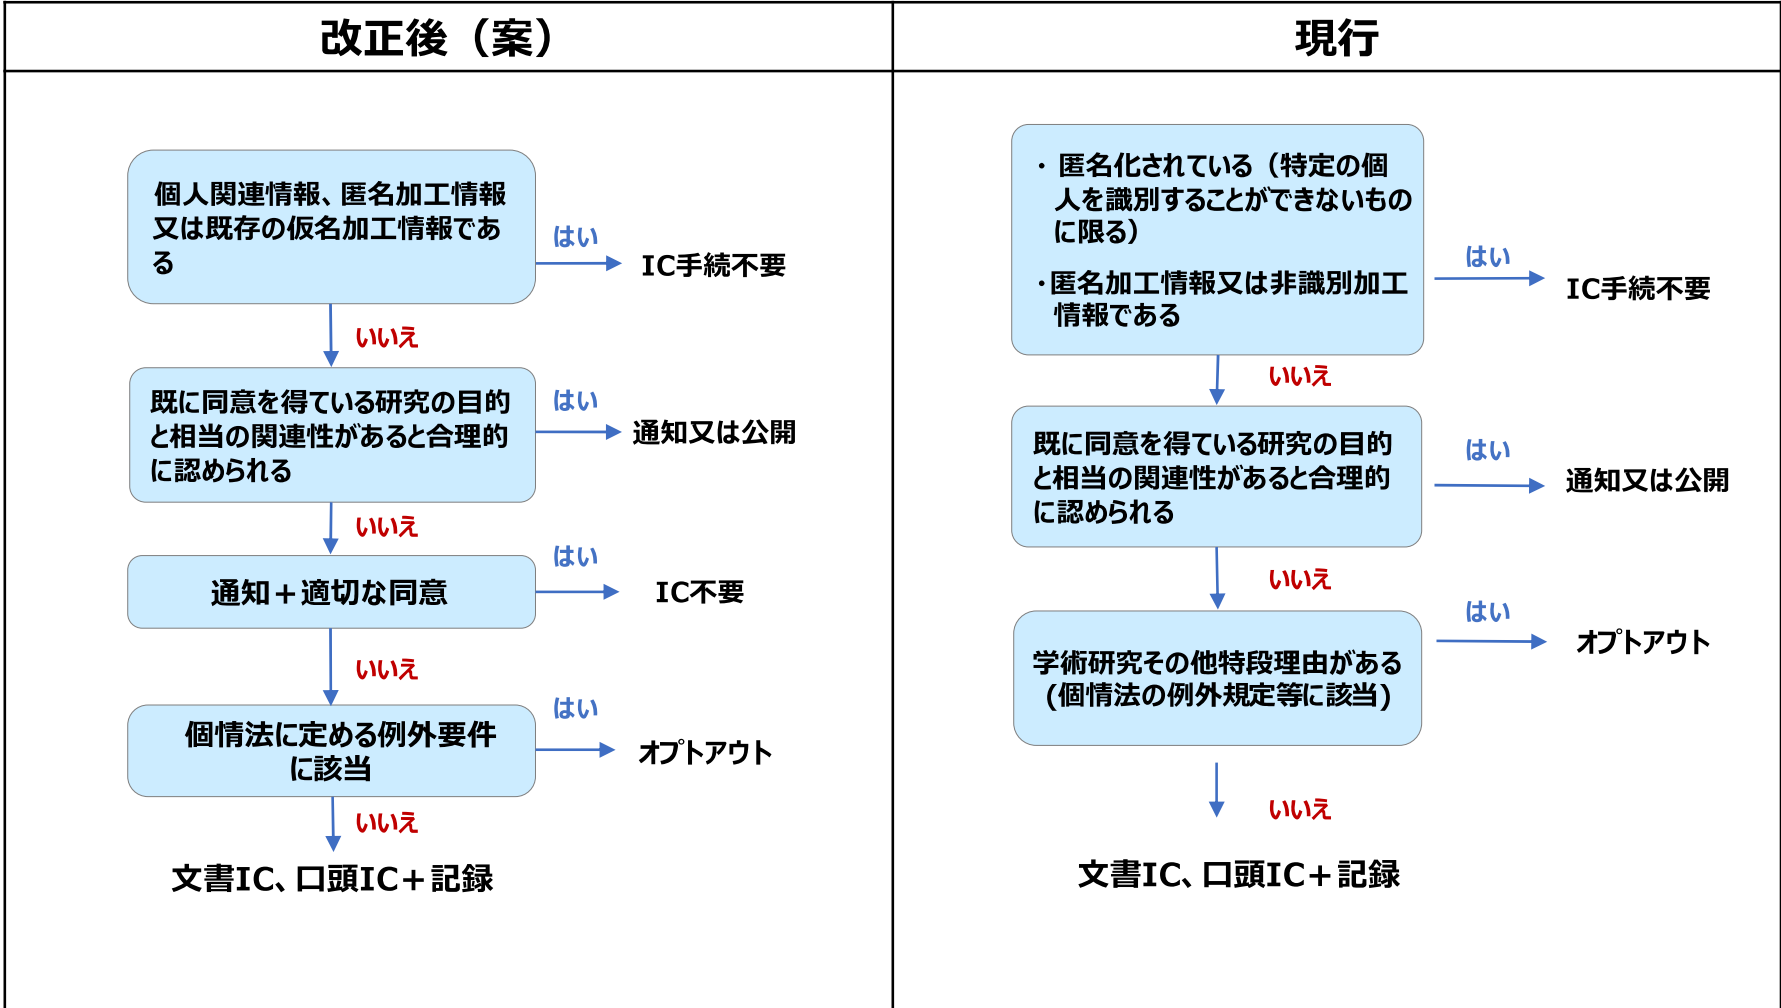 改正後（案）
個人関連情報、匿名加工情報
又は既存の仮名加工情報であ
る
はい
IC手続不要
いいえ
既に同意を得ている研究の目的
と相当の関連性があると合理的
に認められる
はい
通知又は公開
いいえ
通知＋適切な同意
はい
IC不要
いいえ
個情法に定める例外要件
に該当
はい
オプトアウト
いいえ
文書IC、口頭IC＋記録
現行
・ 匿名化されている（特定の個
人を識別することができないもの
に限る）
・匿名加工情報又は非識別加工
情報である
はい
IC手続不要
いいえ
既に同意を得ている研究の目的
と相当の関連性があると合理的
に認められる
はい
通知又は公開
いいえ
学術研究その他特段理由がある
(個情法の例外規定等に該当)
はい
オプトアウト
いいえ
文書IC、口頭IC＋記録